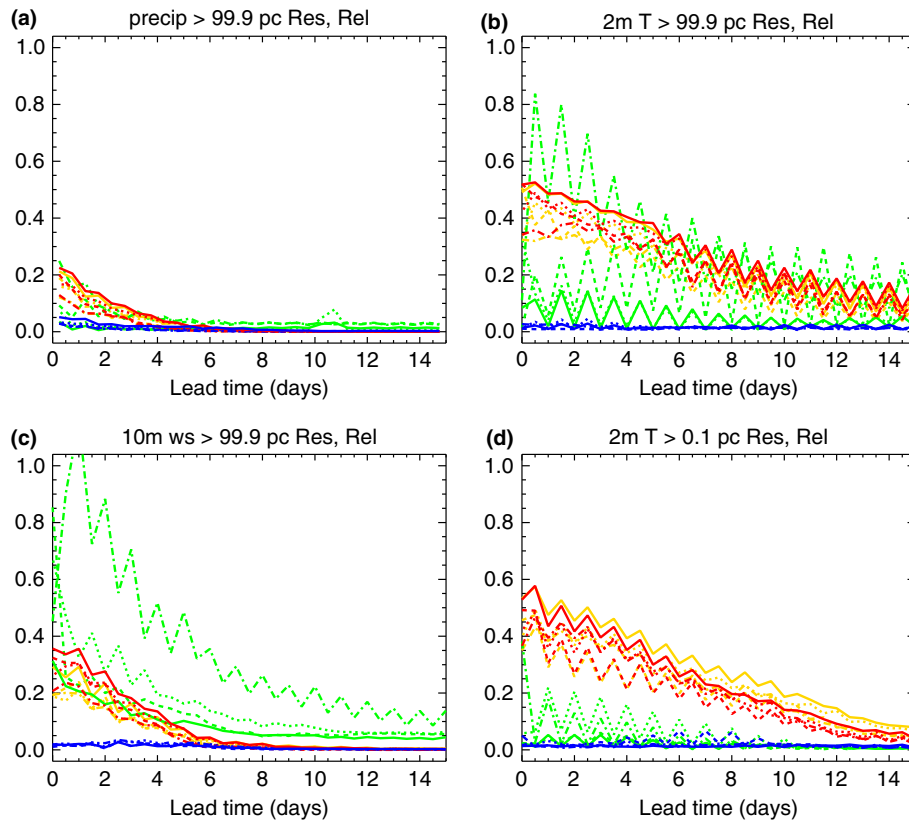 (a) precip > 99.9 pc Res, Rel
1.0
0.8
0.6
0.4
0.2
0.0
0 2 4 6 8 10 12 14
Lead time (days)
(b) 2m T > 99.9 pc Res, Rel
1.0
0.8
0.6
0.4
0.2
0.0
0 2 4 6 8 10 12 14
Lead time (days)
(c) 10m ws > 99.9 pc Res, Rel
1.0
0.8
0.6
0.4
0.2
0.0
0 2 4 6 8 10 12 14
Lead time (days)
(d) 2m T > 0.1 pc Res, Rel
1.0
0.8
0.6
0.4
0.2
0.0
0 2 4 6 8 10 12 14
Lead time (days)